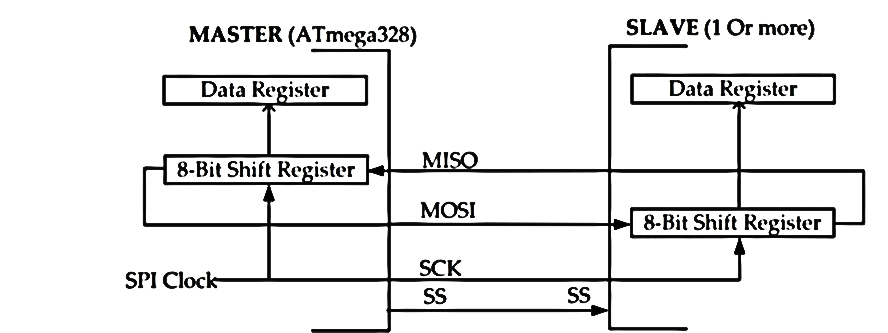 MASTER (ATmega328)
SLAVE (1 Or more)
Data Register
Data Register
MISO
8-Bit Shift Register
MOSI
8-Bit Shift Register
SPI Clock
SCK
SS
SS